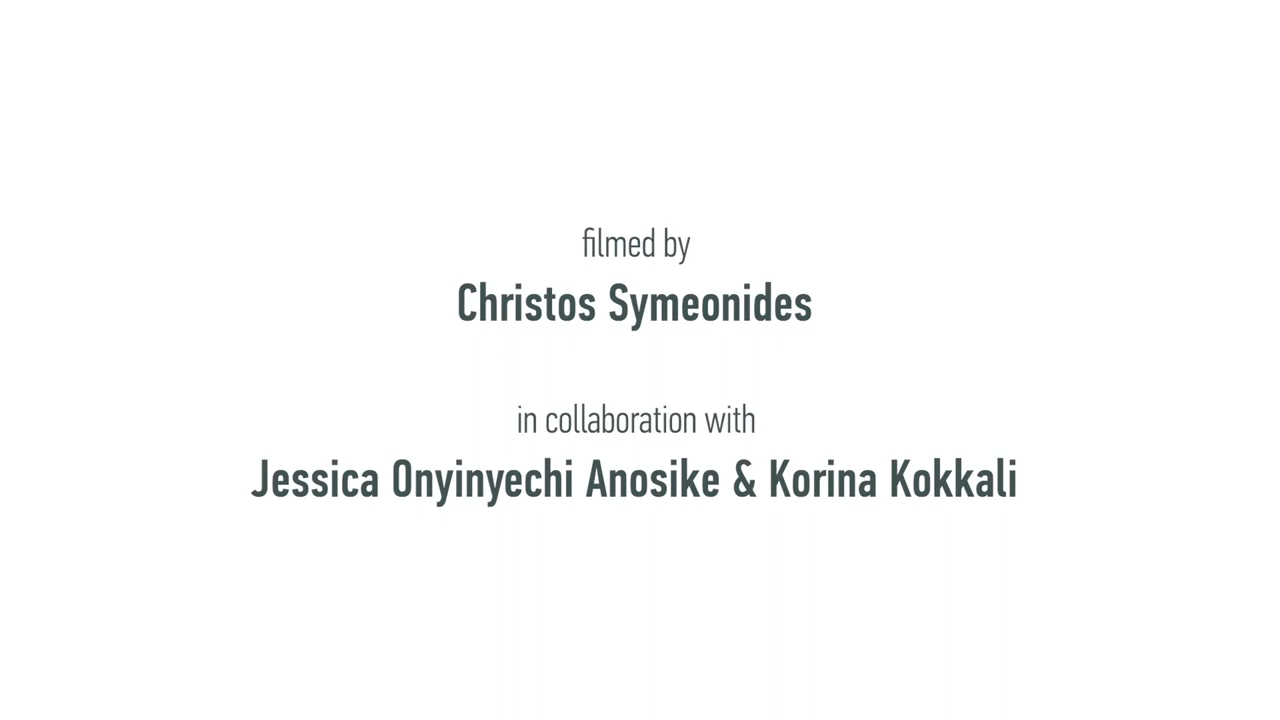 filmed by
Christos Symeonides
in collaboration with
Jessica Onyinyechi Anosike & Korina Kokkali